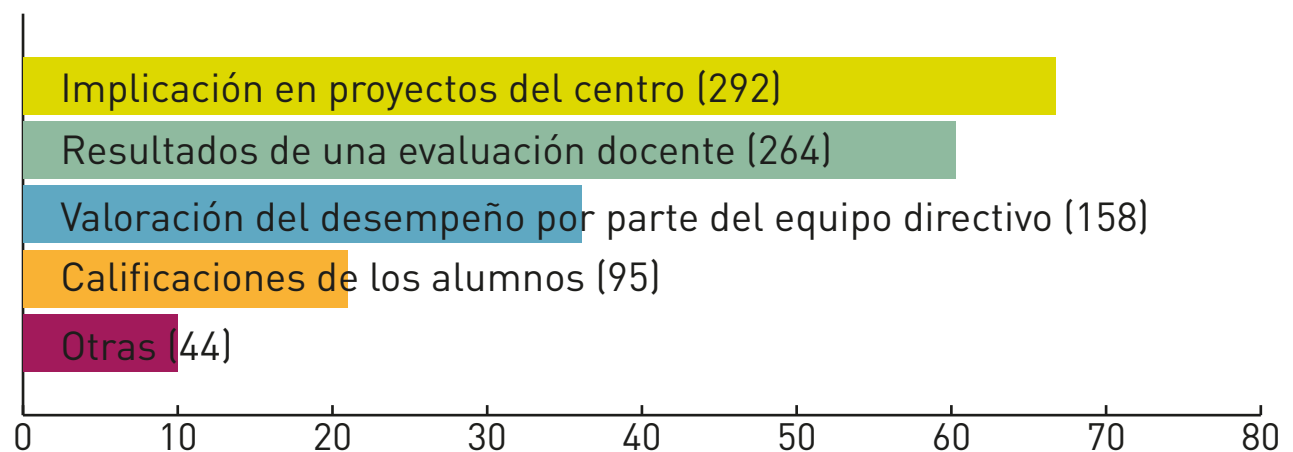 Implicación en proyectos del centro (292)
Resultados de una evaluación docente (264)
Valoración del desempeño por parte del equipo directivo (158)
Calificaciones de los alumnos (95)
Otras (44)
0 10 20 30 40 50 60 70 80